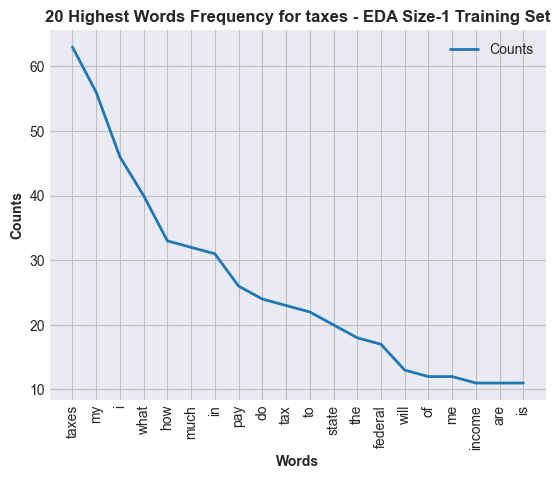 20 Highest Words Frequency for taxes - EDA Size-1 Training Set
Counts
60
50
40
30
20
10
Counts
taxes
my
i
what
how
much
in
pay
do
tax
to
state
the
federal
will
of
me
income
are
is
Words